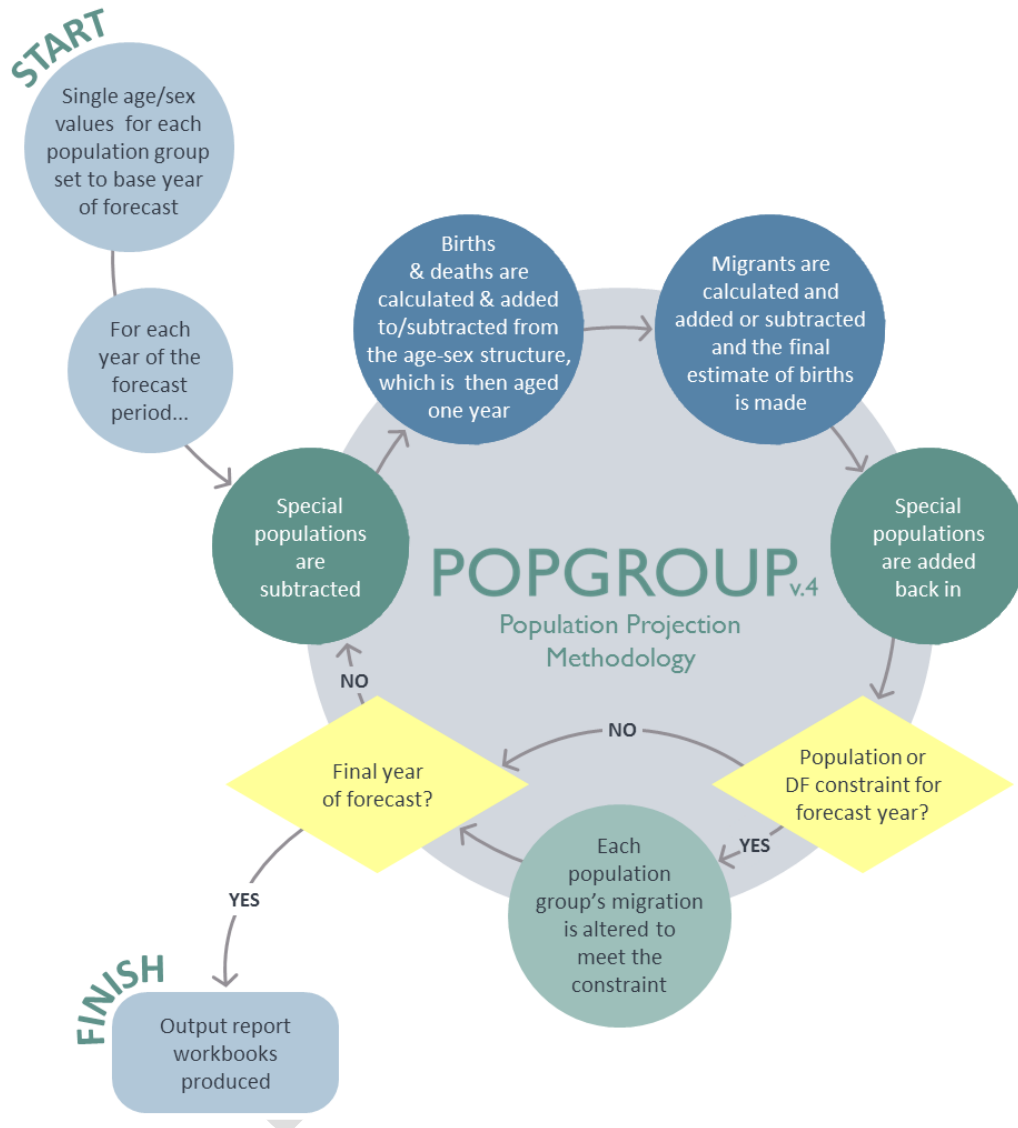 START
Single age/sex
values for each
population group
set to base year
of forecast
For each
year of the
forecast
period...
Special
populations
are
subtracted
Births
& deaths are
calculated & added
to/subtracted from
the age-sex structure,
which is then aged
one year
Migrants are
calculated and
added or subtracted
and the final
estimate of births
is made
Special
populations
are added
back in
POPGROUP v.4
Population Projection
Methodology
Population or
DF constraint for
forecast year?
NO
YES
Each
population
group's migration
is altered to
meet the
constraint
Final year
of forecast?
NO
YES
FINISH
Output report
workbooks
produced